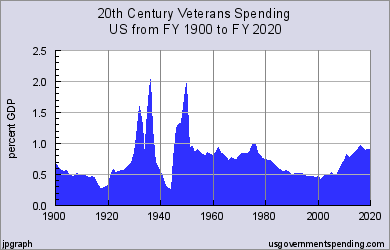 20th Century Veterans Spending
US from FY 1900 to FY 2020
percent GDP
2.5
2.0
1.5
1.0
0.5
0.0
1900 1920 1940 1960 1980 2000 2020
jpgraph usgovernmentspending.com